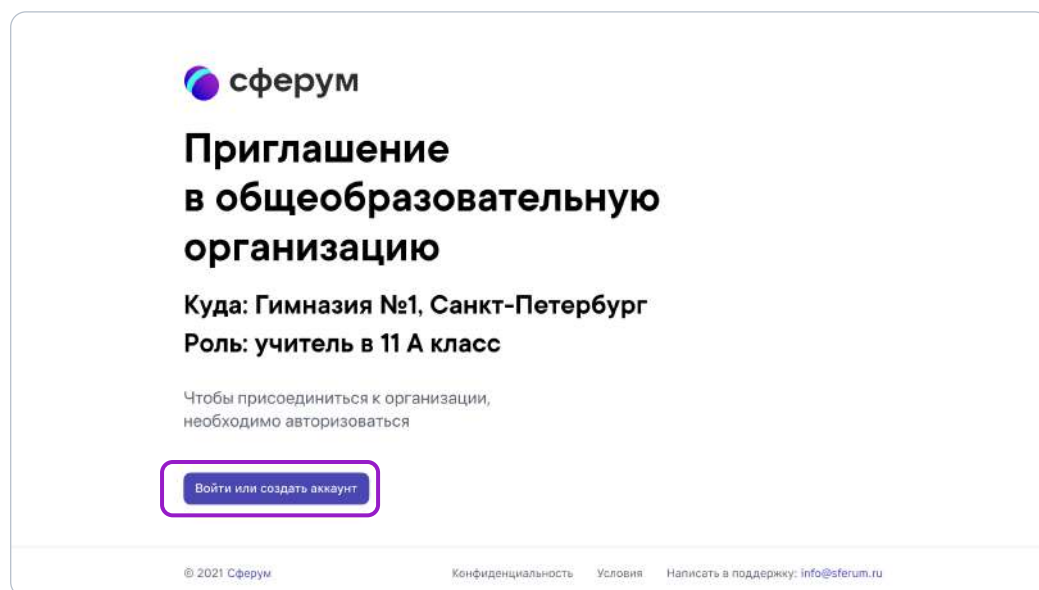 сферум
Приглашение
в общеобразовательную
организацию
Куда: Гимназия №1, Санкт-Петербург
Роль: учитель в 11 А класс
Чтобы присоединиться к организации,
необходимо авторизоваться
Войти или создать аккаунт
© 2021 Сферум Конфиденциальность Условия Написать в поддержку: info@sferum.ru